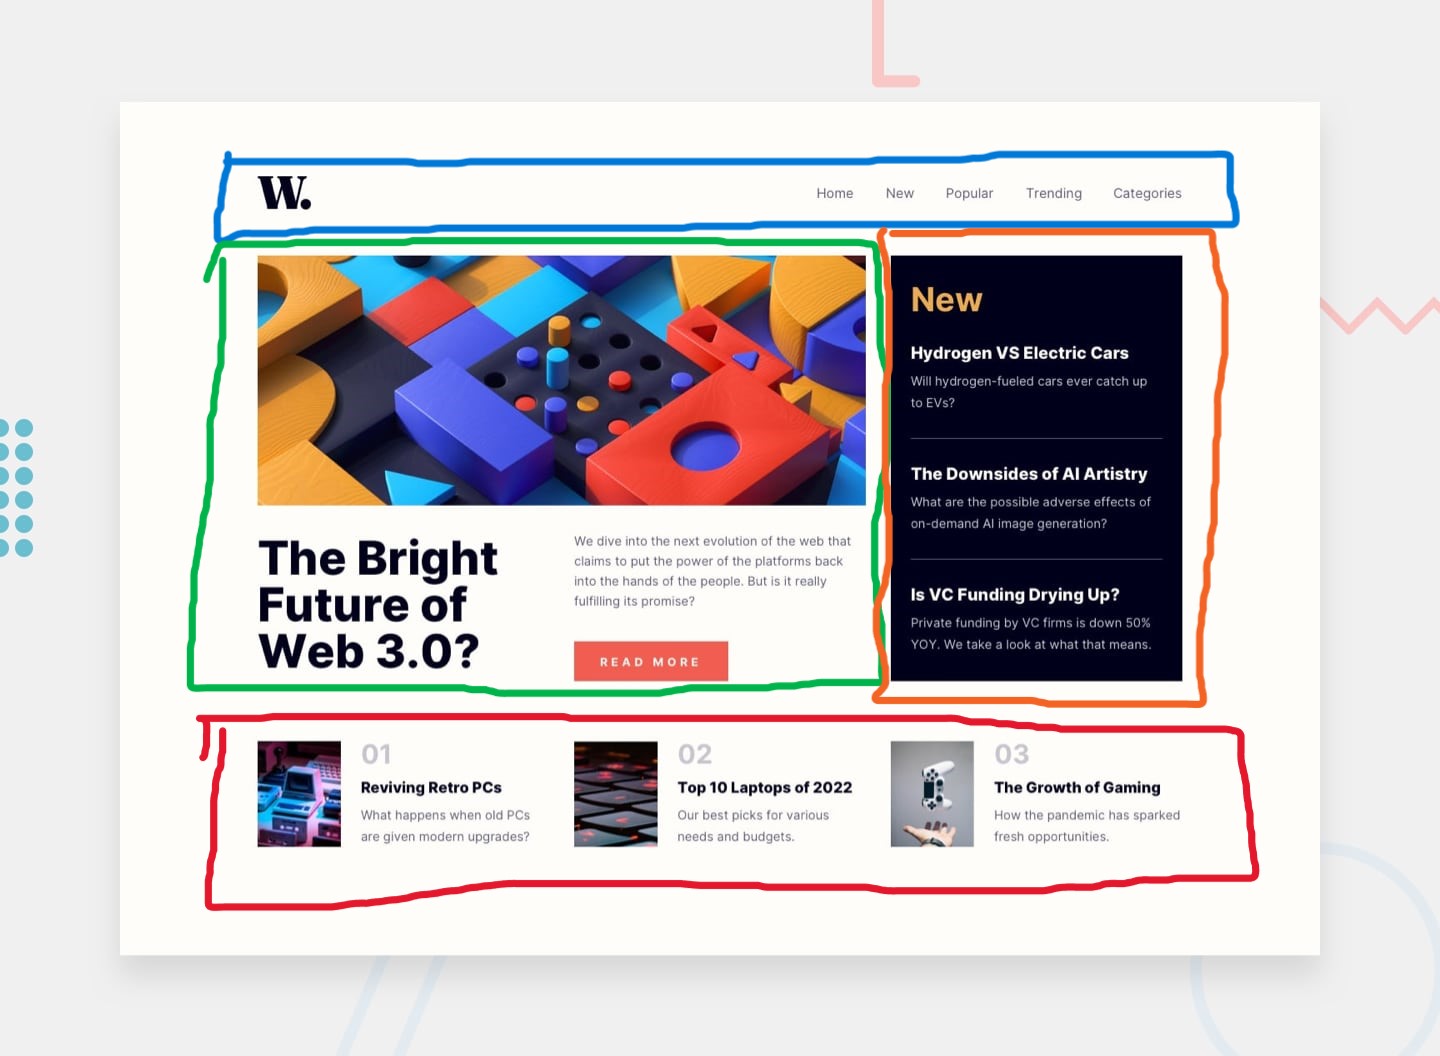 W.
Home New Popular Trending Categories
The Bright
Future of
Web 3.0?
We dive into the next evolution of the web that
claims to put the power of the platforms back
into the hands of the people. But is it really
fulfilling its promise?
READ MORE
New
Hydrogen VS Electric Cars
Will hydrogen-fueled cars ever catch up
to EVs?
The Downsides of AI Artistry
What are the possible adverse effects of
on-demand AI image generation?
Is VC Funding Drying Up?
Private funding by VC firms is down 50%
YOY. We take a look at what that means.
01
Reviving Retro PCs
What happens when old PCs
are given modern upgrades?
02
Top 10 Laptops of 2022
Our best picks for various
needs and budgets.
03
The Growth of Gaming
How the pandemic has sparked
fresh opportunities.